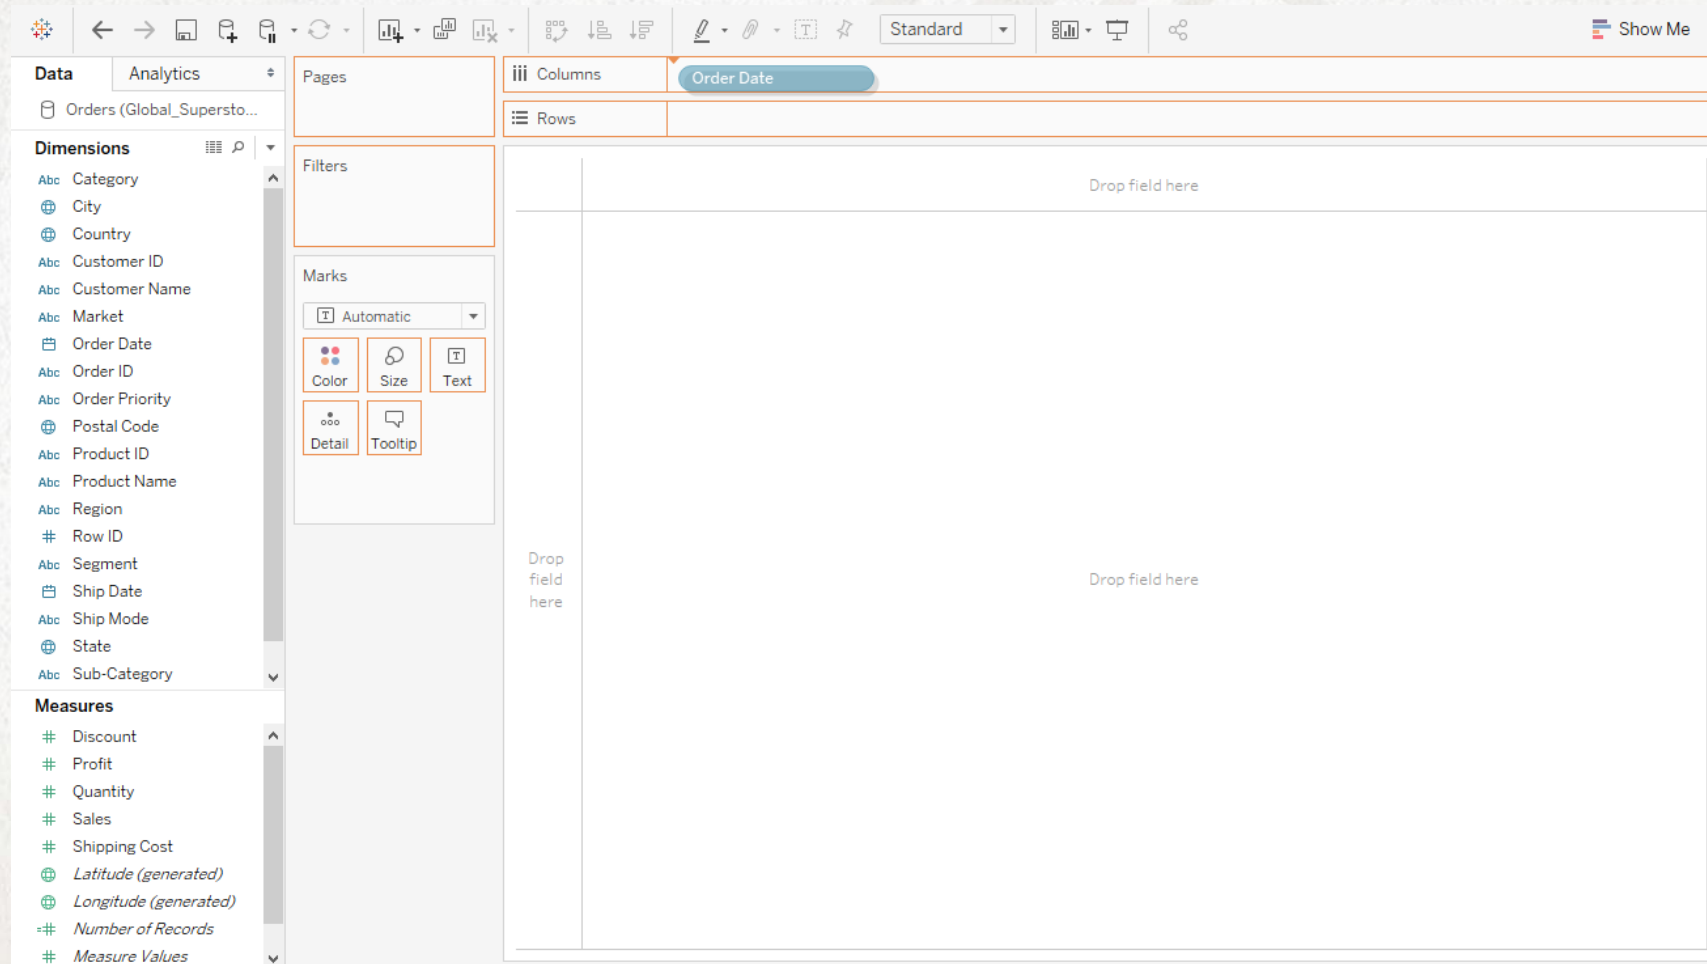 Standard
Show Me
Data
Analytics
Orders (Global_Supersto...
Dimensions
Abc Category
City
Country
Abc Customer ID
Abc Customer Name
Abc Market
Order Date
Abc Order ID
Abc Order Priority
Postal Code
Abc Product ID
Abc Product Name
Abc Region
# Row ID
Abc Segment
Ship Date
Abc Ship Mode
State
Abc Sub-Category
Measures
# Discount
# Profit
# Quantity
# Sales
# Shipping Cost
Latitude (generated)
Longitude (generated)
=# Number of Records
# Measure Values
Pages
Filters
Marks
T Automatic
Color
Size
T
Text
Detail
Tooltip
Columns
Order Date
Rows
Drop field here
Drop
field
here
Drop field here